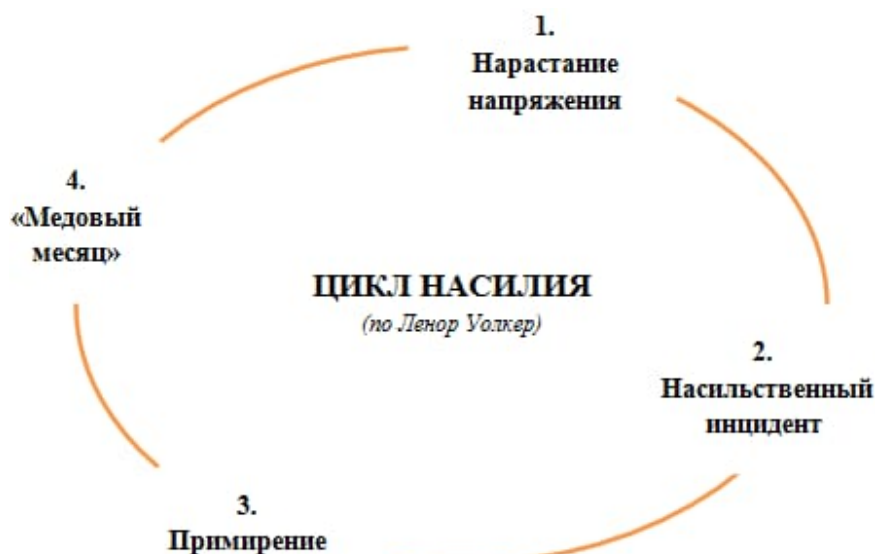 1.
Нарастание
напряжения
4.
«Медовый
месяц»
ЦИКЛ НАСИЛИЯ
(по Ленор Уолкер)
2.
Насильственный
инцидент
3.
Примирение